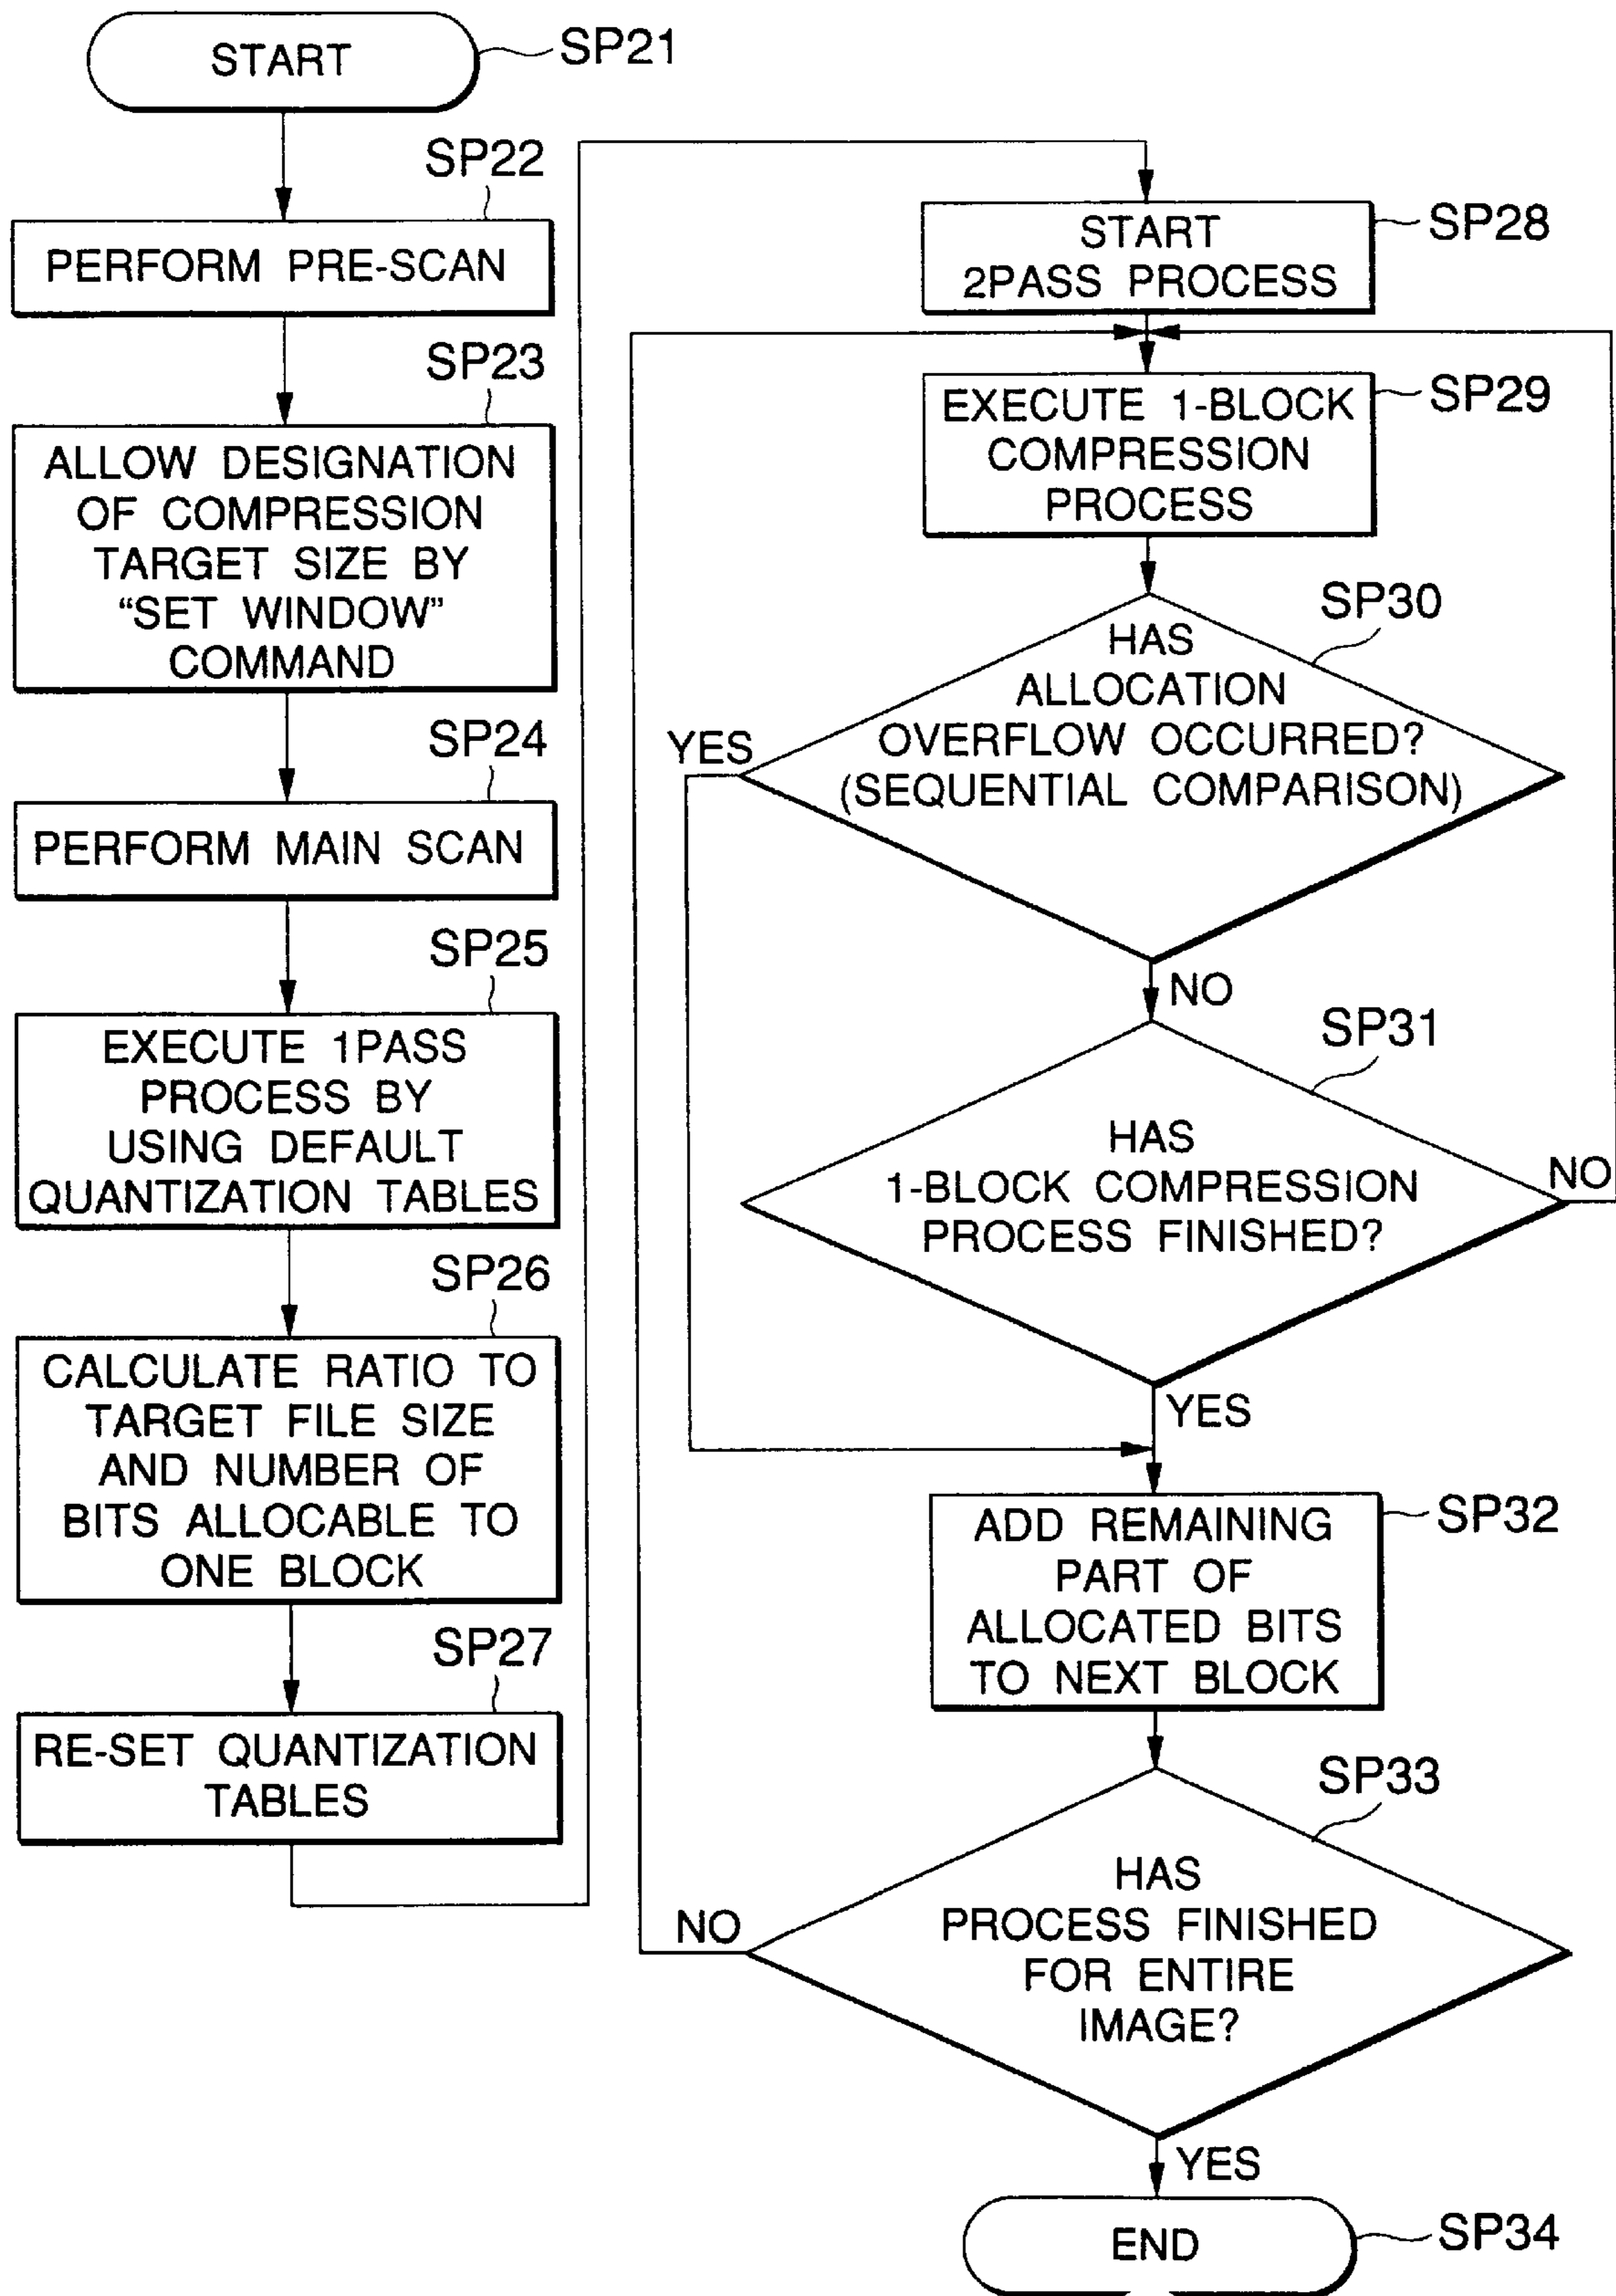 START
SP21
SP22
PERFORM PRE-SCAN
SP23
ALLOW DESIGNATION
OF COMPRESSION
TARGET SIZE BY
“SET WINDOW”
COMMAND
SP24
PERFORM MAIN SCAN
SP25
EXECUTE 1PASS
PROCESS BY
USING DEFAULT
QUANTIZATION TABLES
SP26
CALCULATE RATIO TO
TARGET FILE SIZE
AND NUMBER OF
BITS ALLOCABLE TO
ONE BLOCK
SP27
RE-SET QUANTIZATION
TABLES
START
2PASS PROCESS
SP28
EXECUTE 1-BLOCK
COMPRESSION
PROCESS
SP29
SP30
HAS
ALLOCATION
OVERFLOW OCCURRED?
(SEQUENTIAL COMPARISON)
YES
NO
SP31
HAS
1-BLOCK COMPRESSION
PROCESS FINISHED?
NO
YES
ADD REMAINING
PART OF
ALLOCATED BITS
TO NEXT BLOCK
SP32
SP33
HAS
PROCESS FINISHED
FOR ENTIRE
IMAGE?
NO
YES
END
SP34